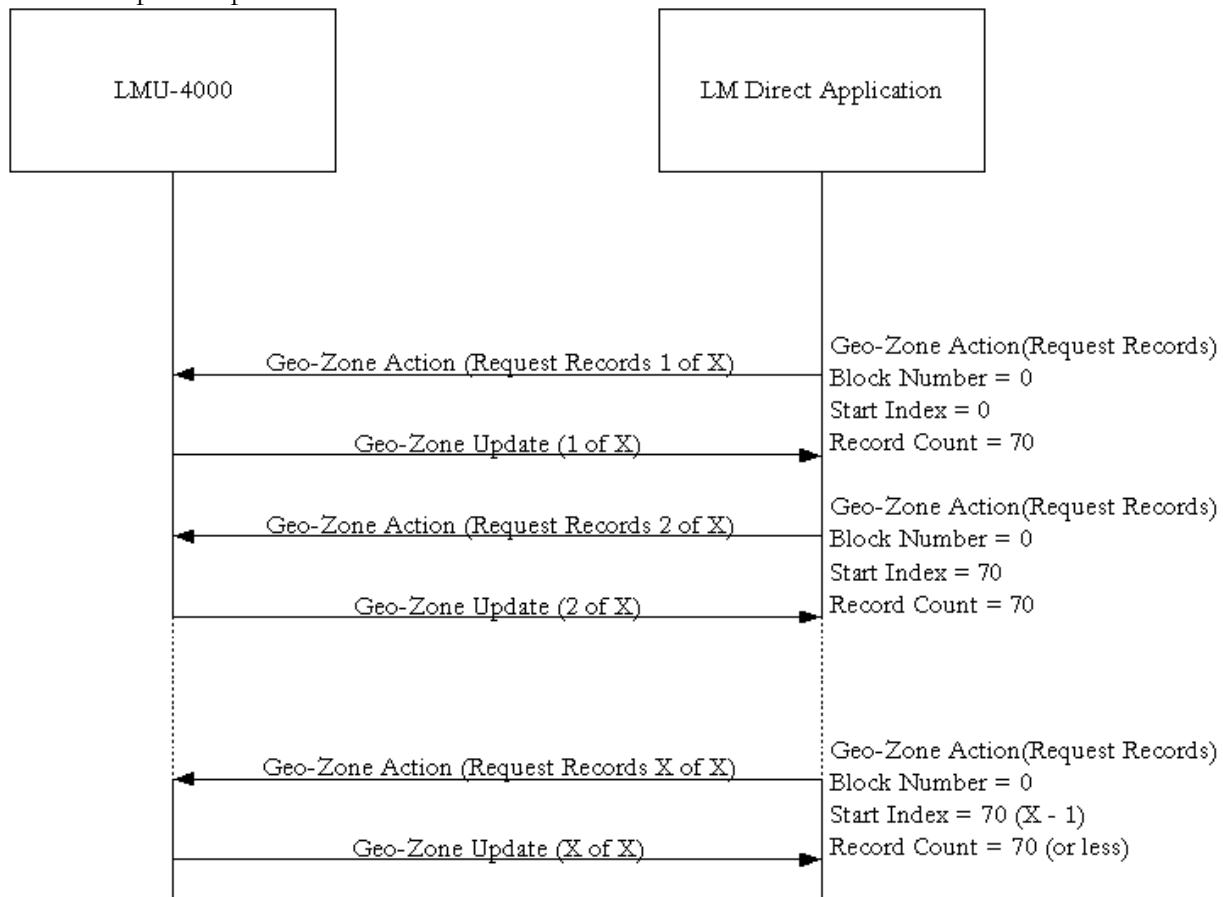 LMU-4000
LM Direct Application
Geo-Zone Action (Request Records 1 of X)
Geo-Zone Action(Request Records)
Block Number = 0
Start Index = 0
Record Count = 70
Geo-Zone Update (1 of X)
Geo-Zone Action (Request Records 2 of X)
Geo-Zone Action(Request Records)
Block Number = 0
Start Index = 70
Record Count = 70
Geo-Zone Update (2 of X)
Geo-Zone Action (Request Records X of X)
Geo-Zone Action(Request Records)
Block Number = 0
Start Index = 70 (X - 1)
Record Count = 70 (or less)
Geo-Zone Update (X of X)